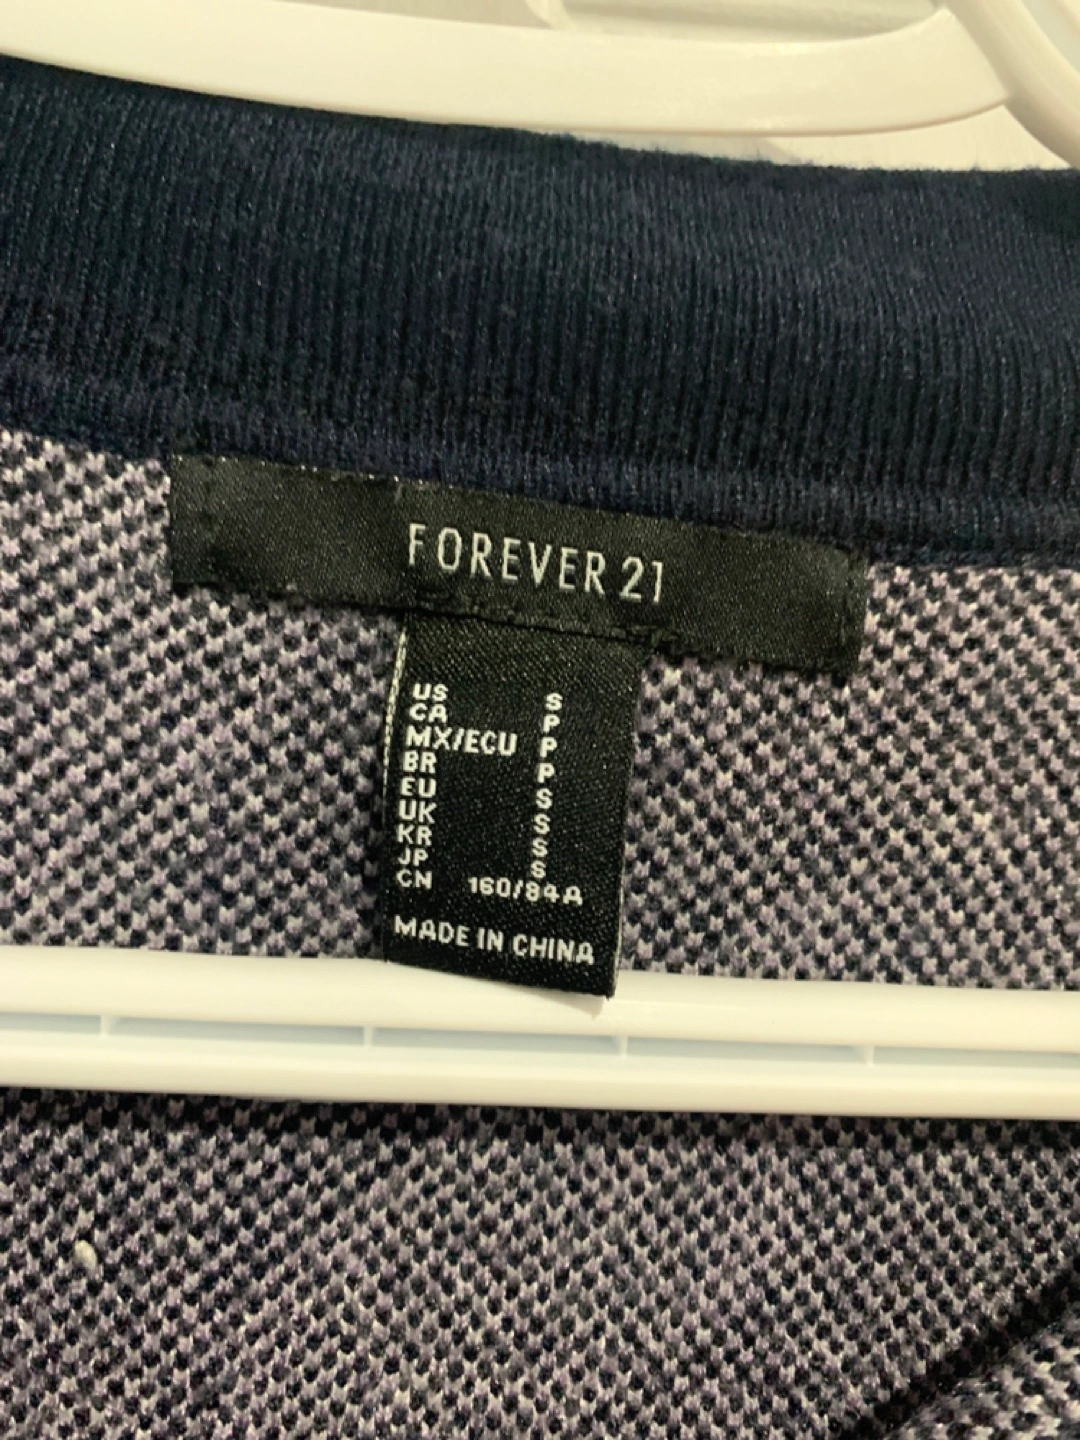 FOREVER 21
US S
CA P
MX/ECU P
BR P
EU S
UK S
KR S
JP S
CN 160/84A
MADE IN CHINA